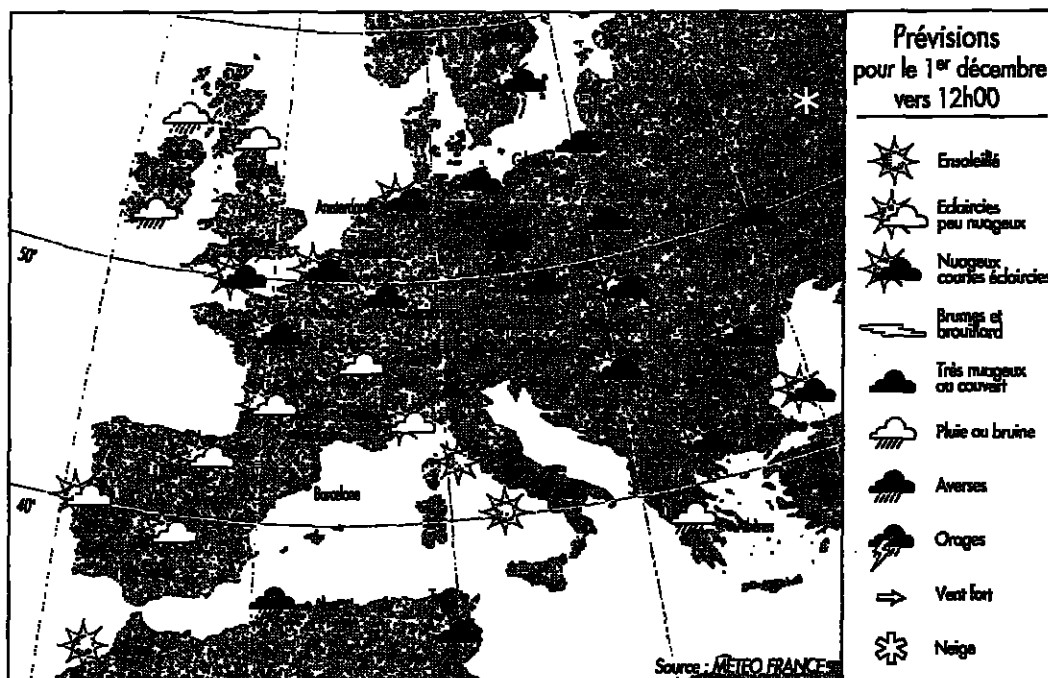 Prévisions
pour le 1er décembre
vers 12h00
Ensoleillé
Eclaircies
peu nuageux
Nuageux
courtes éclaircies
Brumes et
brouillard
Très nuageux
ou couvert
Pluie ou bruine
Averses
Orages
Vent fort
Neige
Amsterdam
50°
Barcelone
40°
Source : METEO FRANCE